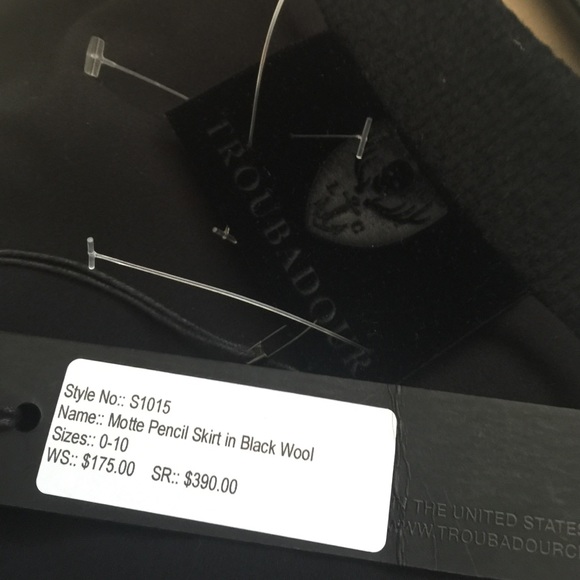 TROUBADOUR
Style No:: S1015
Name:: Motte Pencil Skirt in Black Wool
Sizes:: 0-10
WS:: $175.00 SR:: $390.00
THE UNITED STATES
WWW.TROUBADOURC